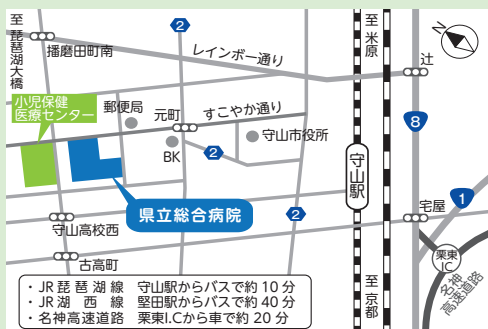 至 琵琶湖大橋
播磨田町南
2
レインボー通り
至 米原
N
辻
小児保健
医療センター
郵便局
元町
すこやか通り
8
BK
守山市役所
2
守山駅
1
県立総合病院
2
宅屋
守山高校西
古高町
栗東
IC
名神
高速道路
至 京都
・JR琵琶湖線 守山駅からバスで約10分
・JR湖西線 堅田駅からバスで約40分
・名神高速道路 栗東I.Cから車で約20分